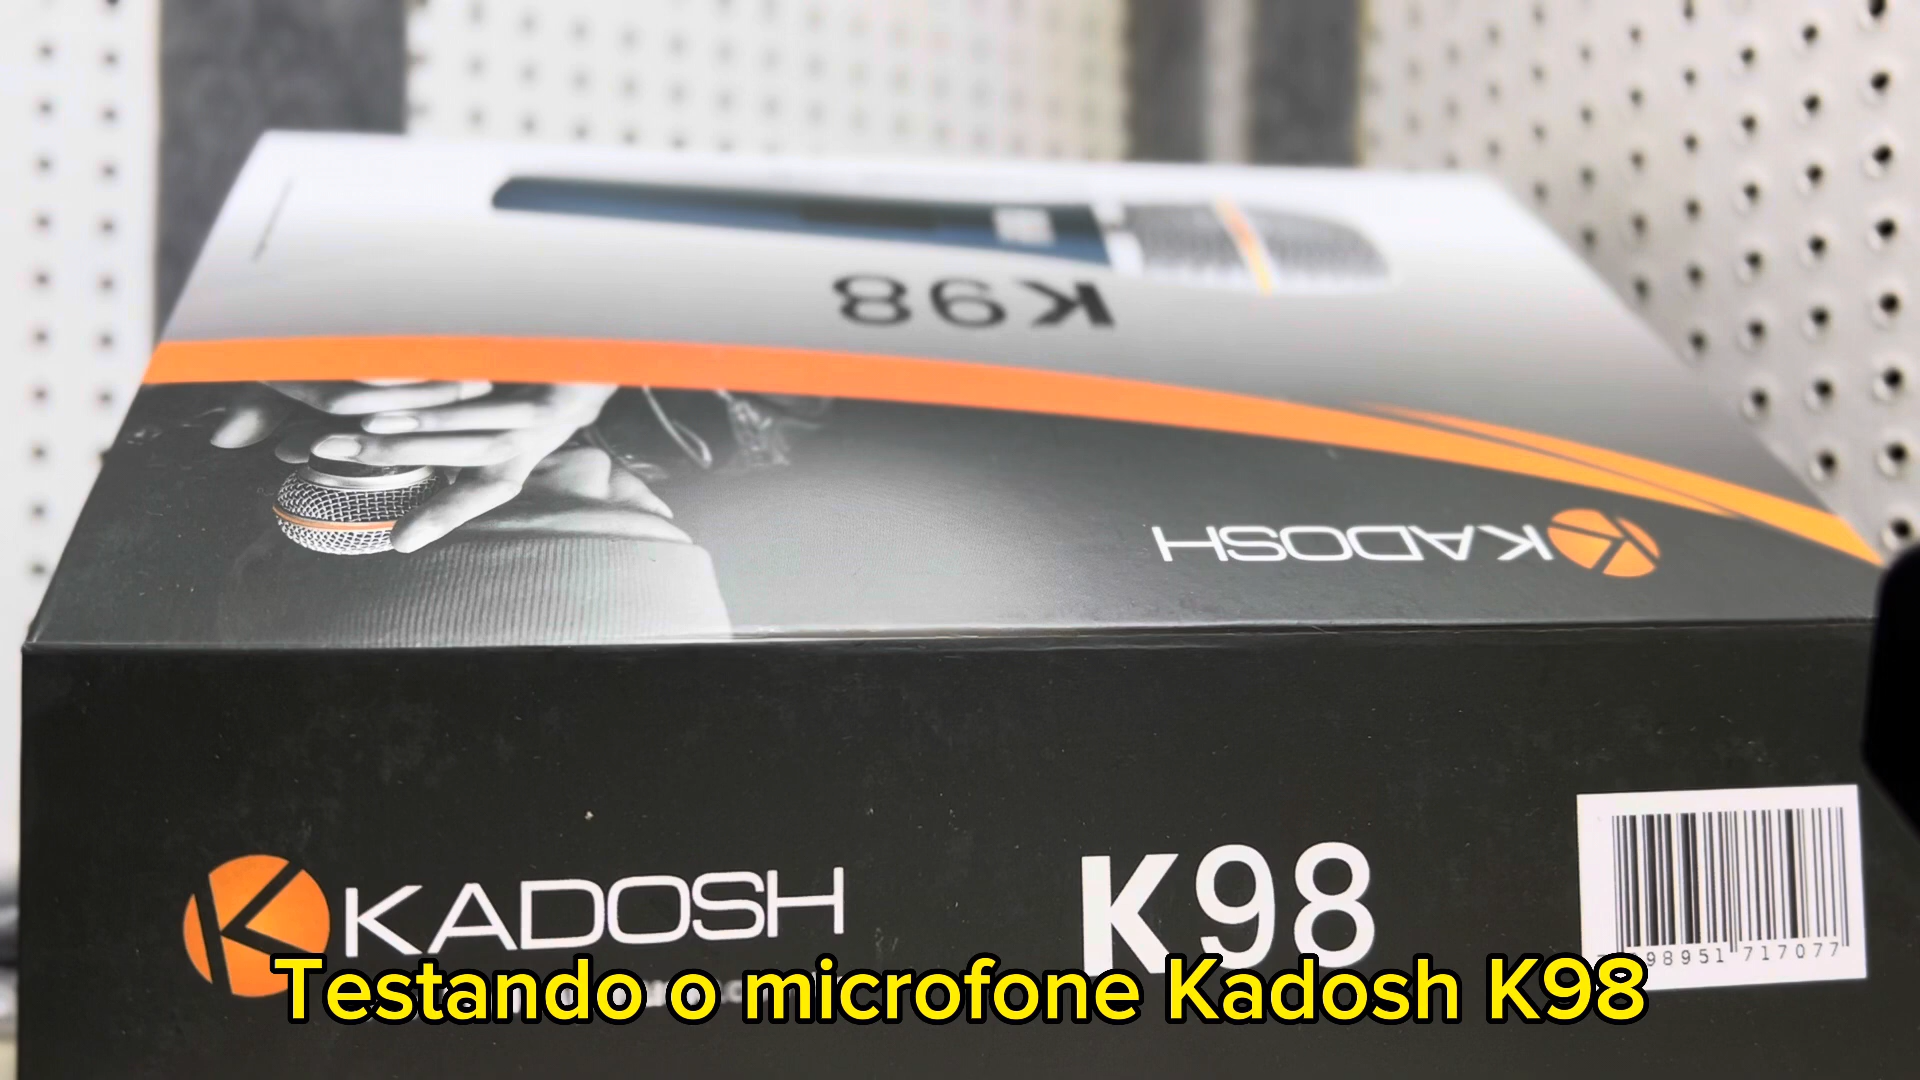 K98
KADOSH
KADOSH
K98
98951 717077
Testando o microfone Kadosh K98